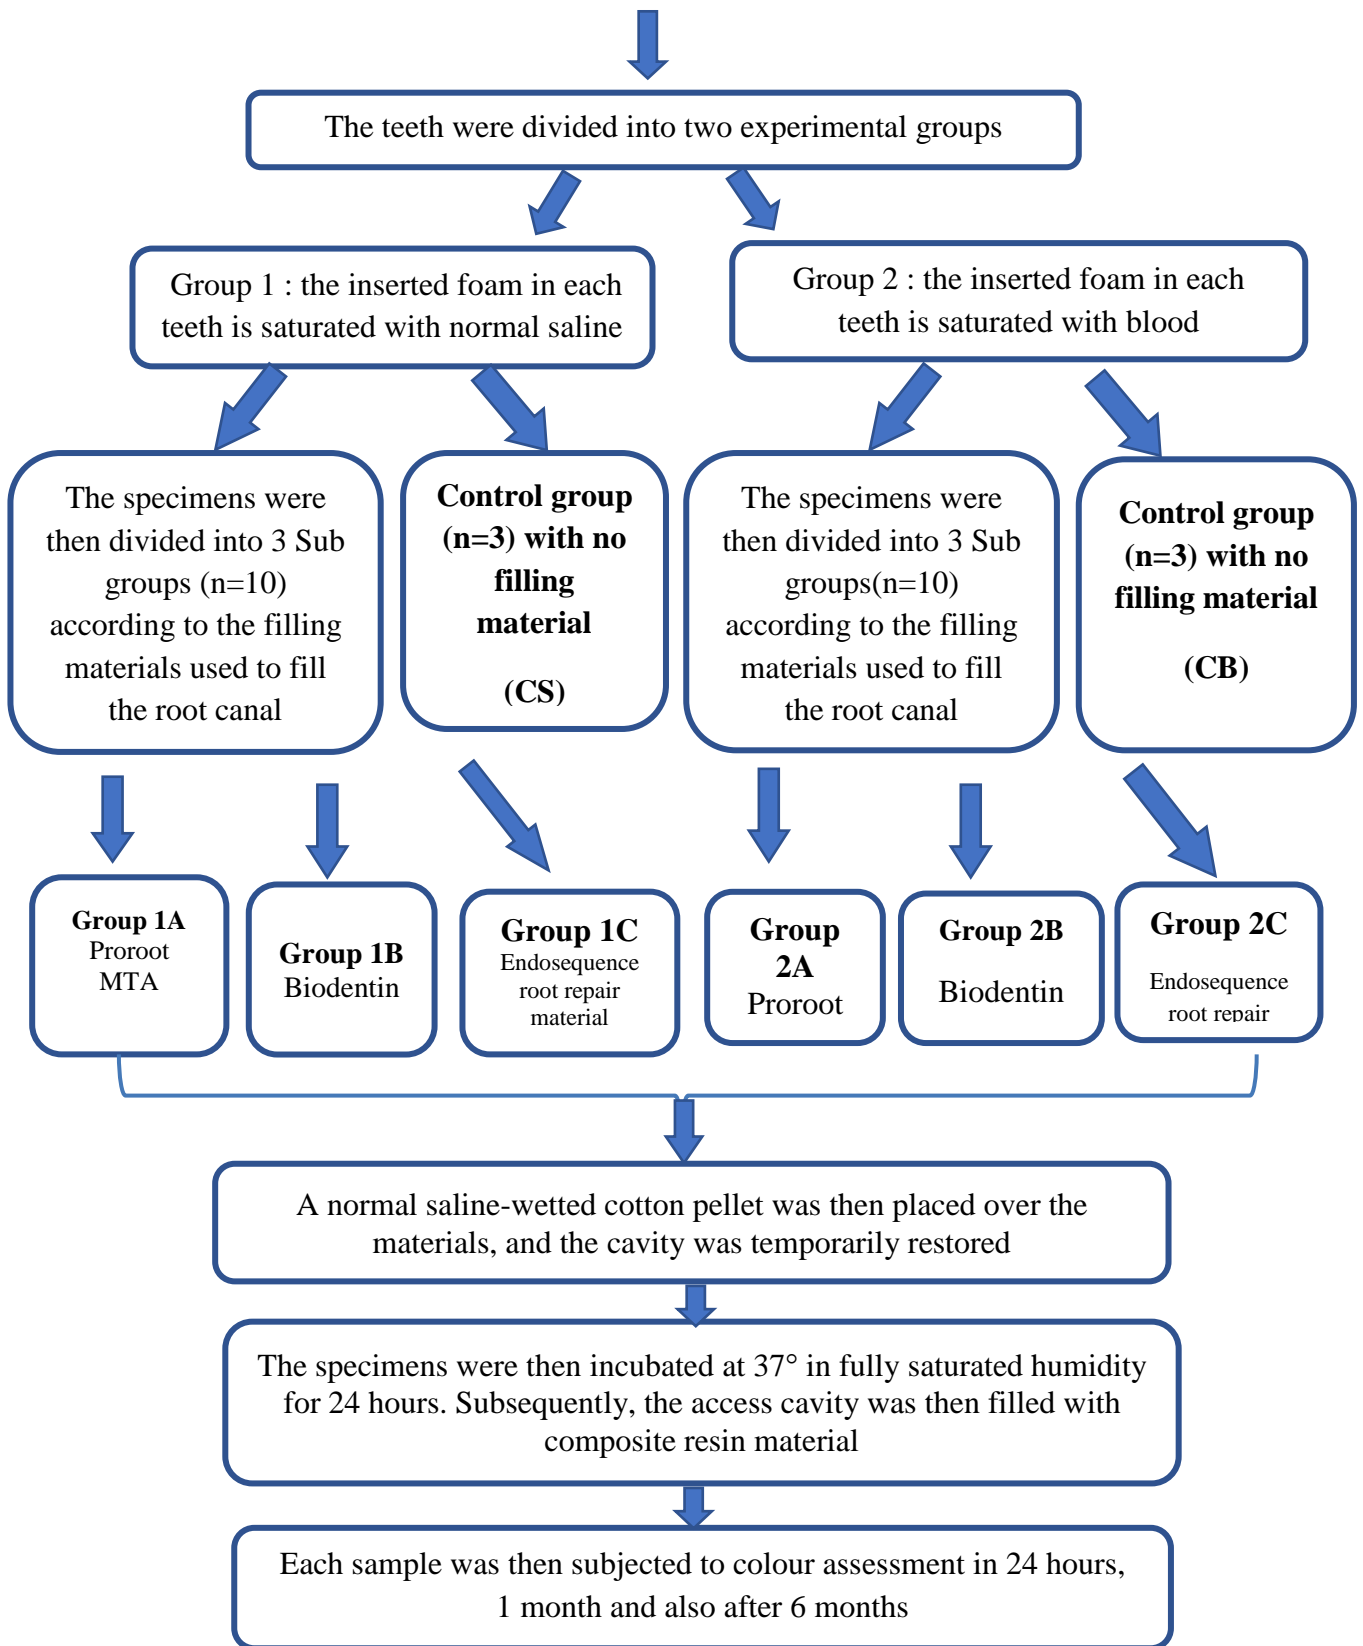 The teeth were divided into two experimental groups
Group 1 : the inserted foam in each
teeth is saturated with normal saline
Group 2 : the inserted foam in each
teeth is saturated with blood
The specimens were
then divided into 3 Sub
groups (n=10)
according to the filling
materials used to fill
the root canal
Control group
(n=3) with no
filling
material
(CS)
The specimens were
then divided into 3 Sub
groups(n=10)
according to the filling
materials used to fill
the root canal
Control group
(n=3) with no
filling material
(CB)
Group 1A
Proroot
MTA
Group 1B
Biodentin
Group 1C
Endosequence
root repair
material
Group
2A
Proroot
Group 2B
Biodentin
Group 2C
Endosequence
root repair
A normal saline-wetted cotton pellet was then placed over the
materials, and the cavity was temporarily restored
The specimens were then incubated at 37° in fully saturated humidity
for 24 hours. Subsequently, the access cavity was then filled with
composite resin material
Each sample was then subjected to colour assessment in 24 hours,
1 month and also after 6 months